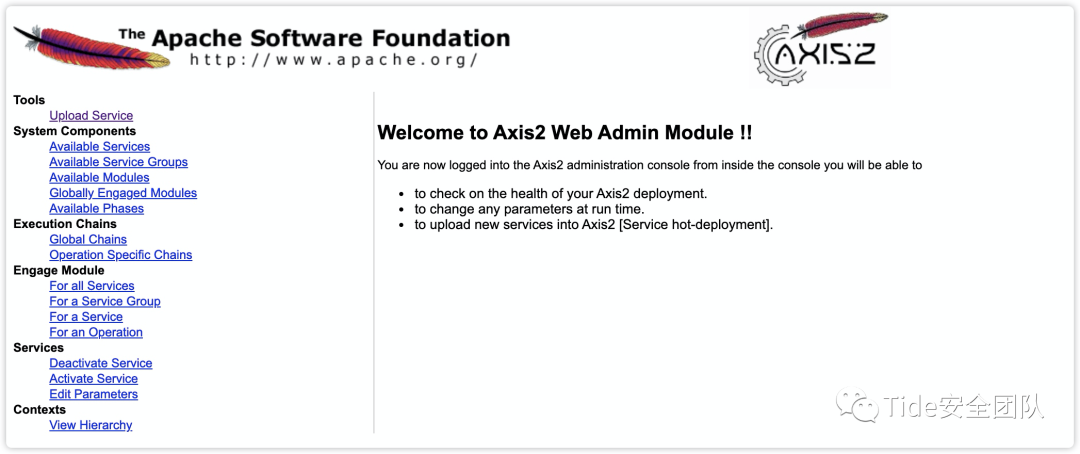 The Apache Software Foundation
http://www.apache.org/
AXIS2
Tools
Upload Service
System Components
Available Services
Available Service Groups
Available Modules
Globally Engaged Modules
Available Phases
Execution Chains
Global Chains
Operation Specific Chains
Engage Module
For all Services
For a Service Group
For a Service
For an Operation
Services
Deactivate Service
Activate Service
Edit Parameters
Contexts
View Hierarchy
Welcome to Axis2 Web Admin Module !!
You are now logged into the Axis2 administration console from inside the console you will be able to
to check on the health of your Axis2 deployment.
to change any parameters at run time.
to upload new services into Axis2 [Service hot-deployment].
Tide安全团队